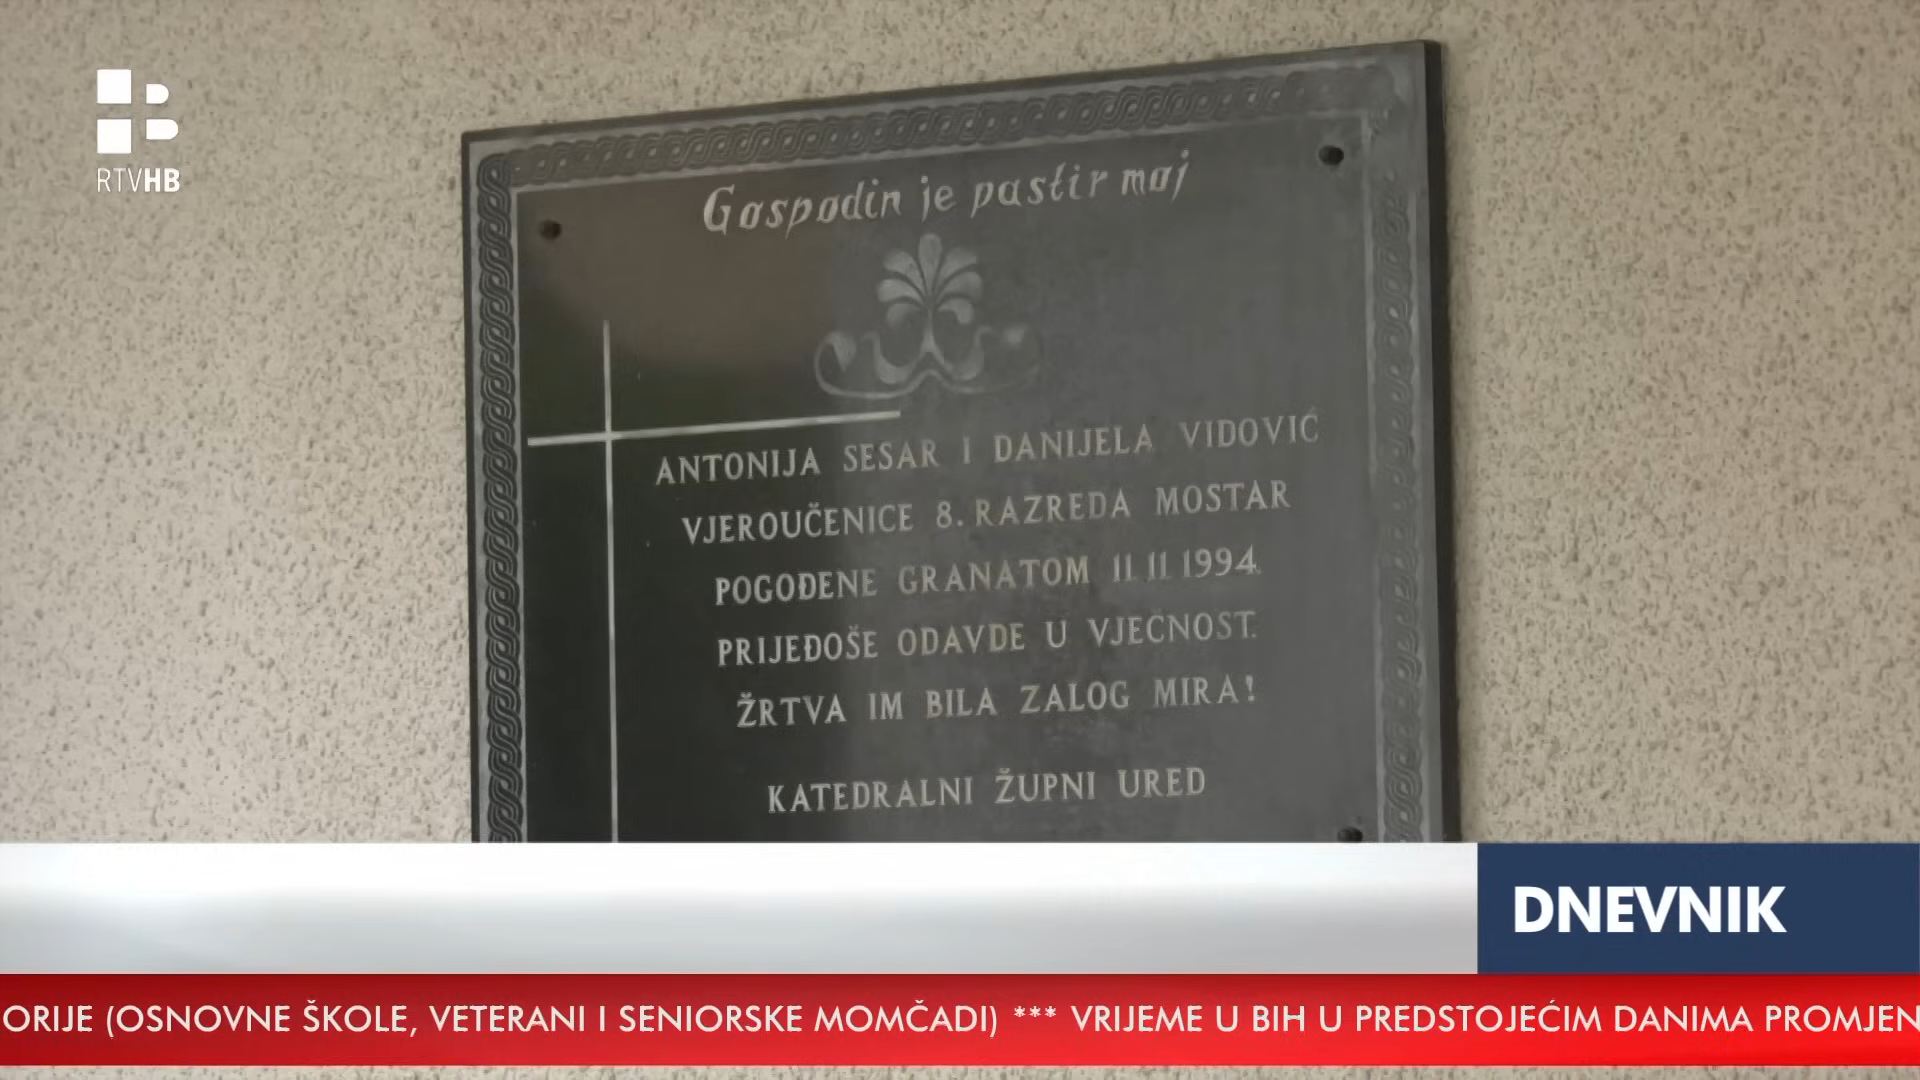 RTVHB
Gospodin je pastir moj
ANTONIJA SESAR I DANIJELA VIDOVIĆ
VJEROUČENICE 8. RAZREDA MOSTAR
POGOĐENE GRANATOM 11 11 1994.
PRIJEĐOŠE ODAVDE U VJEČNOST.
ŽRTVA IM BILA ZALOG MIRA!
KATEDRALNI ŽUPNI URED
DNEVNIK
ORIJE (OSNOVNE ŠKOLE, VETERANI I SENIORSKE MOMČADI) *** VRIJEME U BIH U PREDSTOJEĆIM DANIMA PROMJEN